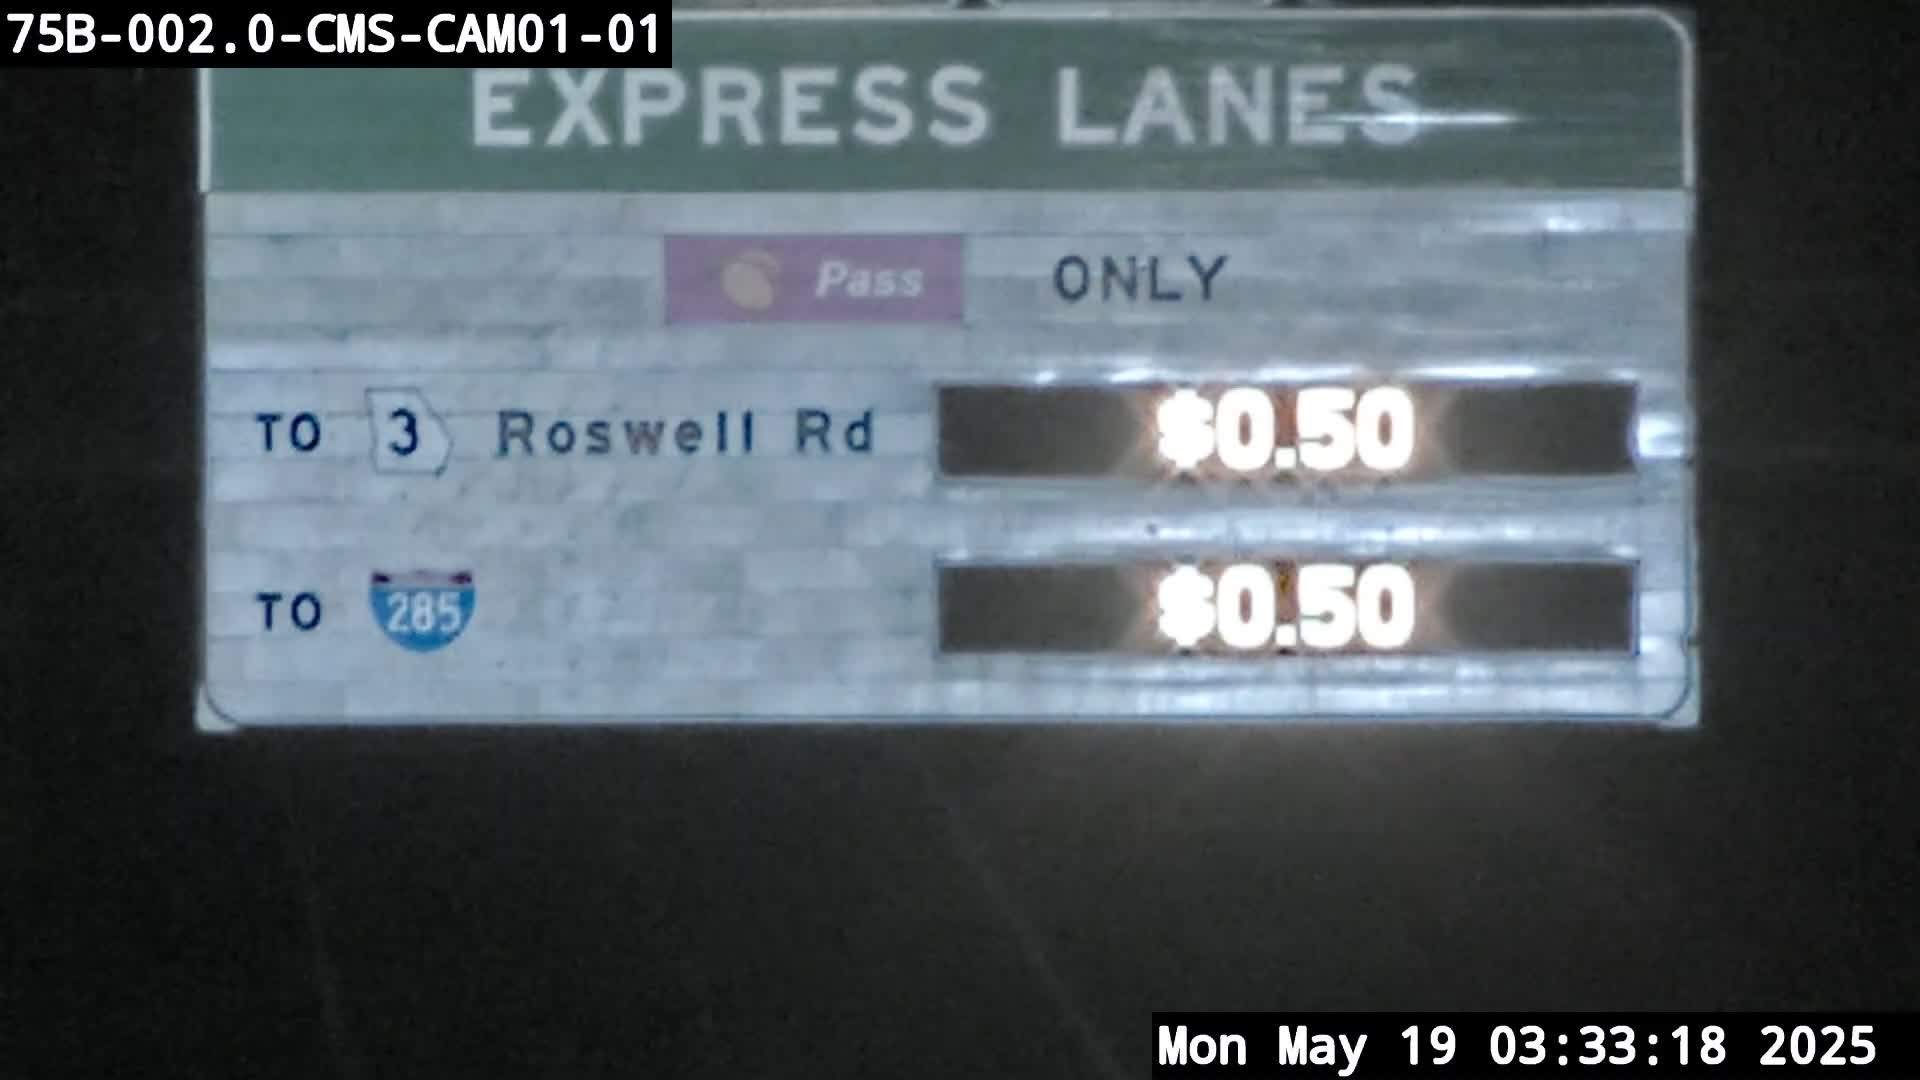 75B-002.0-CMS-CAM01-01
EXPRESS LANES
Pass ONLY
TO 3 Roswell Rd $0.50
TO 285 $0.50
Mon May 19 03:33:18 2025